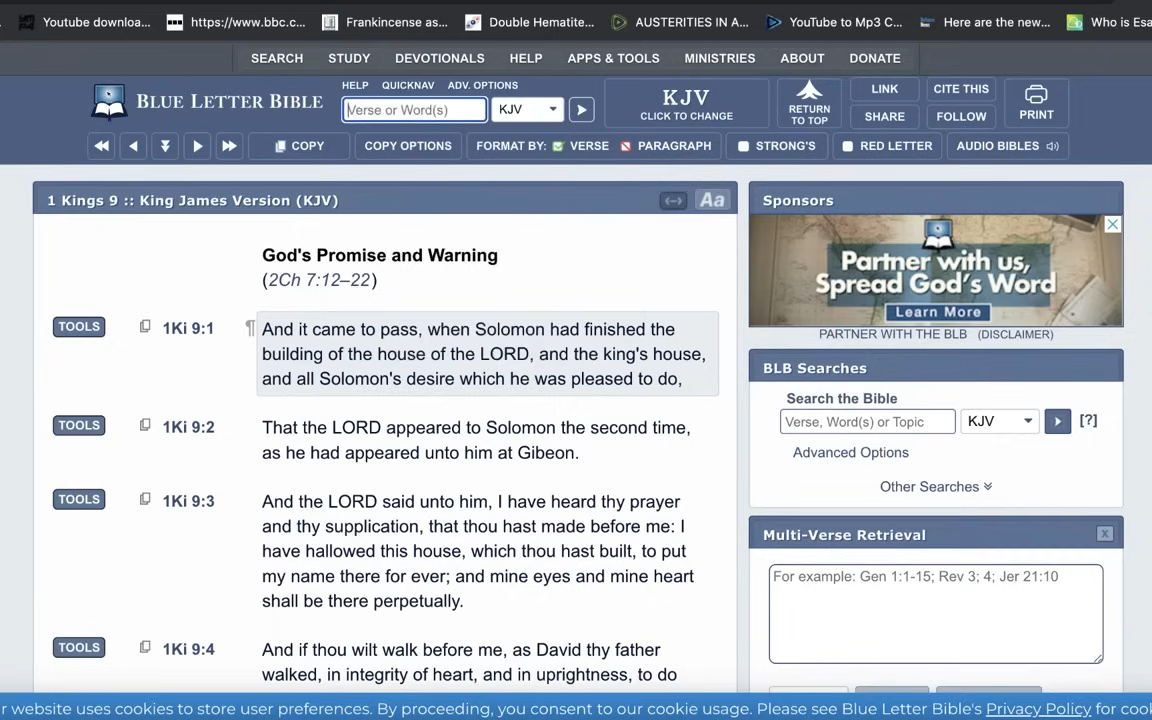 Youtube downloa... https://www.bbc.c... Frankincense as... Double Hematite... AUSTERITIES IN A... YouTube to Mp3 C... Here are the new... Who is Esa
SEARCH STUDY DEVOTIONALS HELP APPS & TOOLS MINISTRIES ABOUT DONATE
HELP QUICKNAV ADV. OPTIONS
BLUE LETTER BIBLE
Verse or Word(s) KJV
KJV
CLICK TO CHANGE
RETURN
TO TOP
LINK CITE THIS
SHARE FOLLOW
PRINT
COPY COPY OPTIONS FORMAT BY: VERSE PARAGRAPH STRONG'S RED LETTER AUDIO BIBLES
1 Kings 9 :: King James Version (KJV) Aa
God's Promise and Warning
(2Ch 7:12–22)
TOOLS 1Ki 9:1 ¶ And it came to pass, when Solomon had finished the
building of the house of the LORD, and the king's house,
and all Solomon's desire which he was pleased to do,
TOOLS 1Ki 9:2 That the LORD appeared to Solomon the second time,
as he had appeared unto him at Gibeon.
TOOLS 1Ki 9:3 And the LORD said unto him, I have heard thy prayer
and thy supplication, that thou hast made before me: I
have hallowed this house, which thou hast built, to put
my name there for ever; and mine eyes and mine heart
shall be there perpetually.
TOOLS 1Ki 9:4 And if thou wilt walk before me, as David thy father
walked, in integrity of heart, and in uprightness, to do
Sponsors
Partner with us,
Spread God's Word
Learn More
PARTNER WITH THE BLB (DISCLAIMER)
BLB Searches
Search the Bible
Verse, Word(s) or Topic KJV [?]
Advanced Options
Other Searches
Multi-Verse Retrieval x
For example: Gen 1:1-15; Rev 3; 4; Jer 21:10
r website uses cookies to store user preferences. By proceeding, you consent to our cookie usage. Please see Blue Letter Bible's Privacy Policy for cook